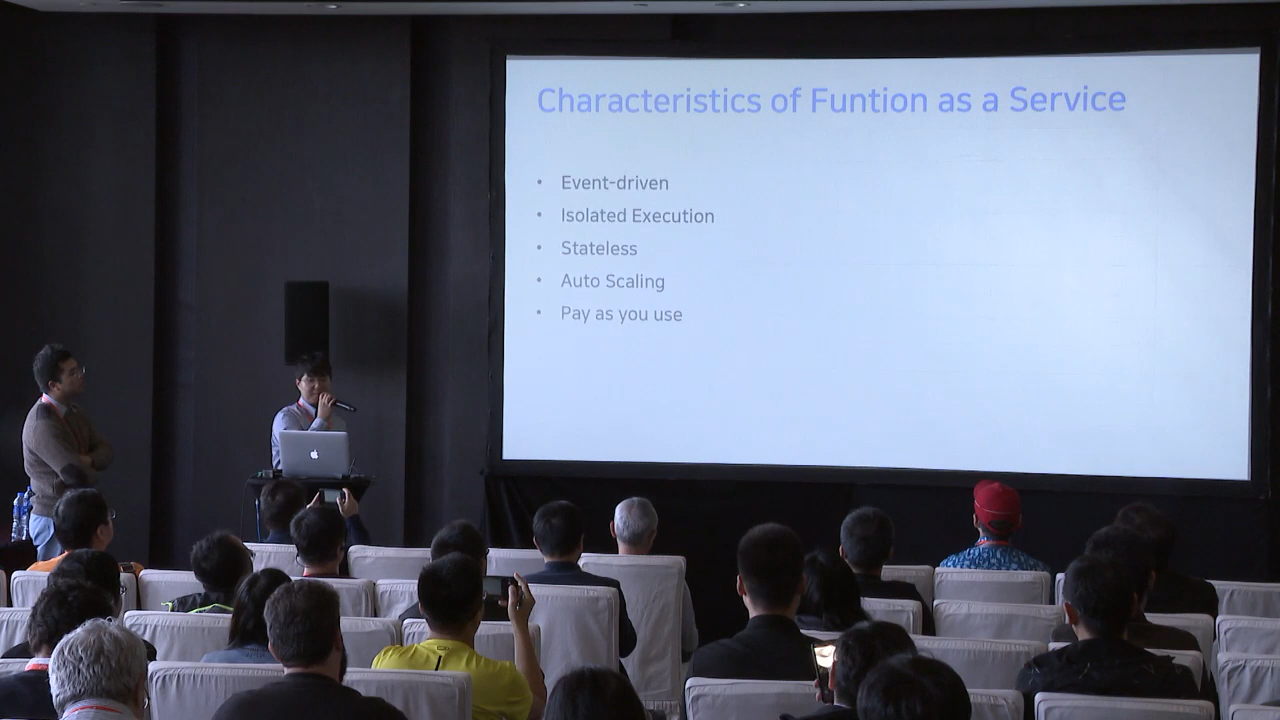 Characteristics of Funtion as a Service
• Event-driven
• Isolated Execution
• Stateless
• Auto Scaling
• Pay as you use